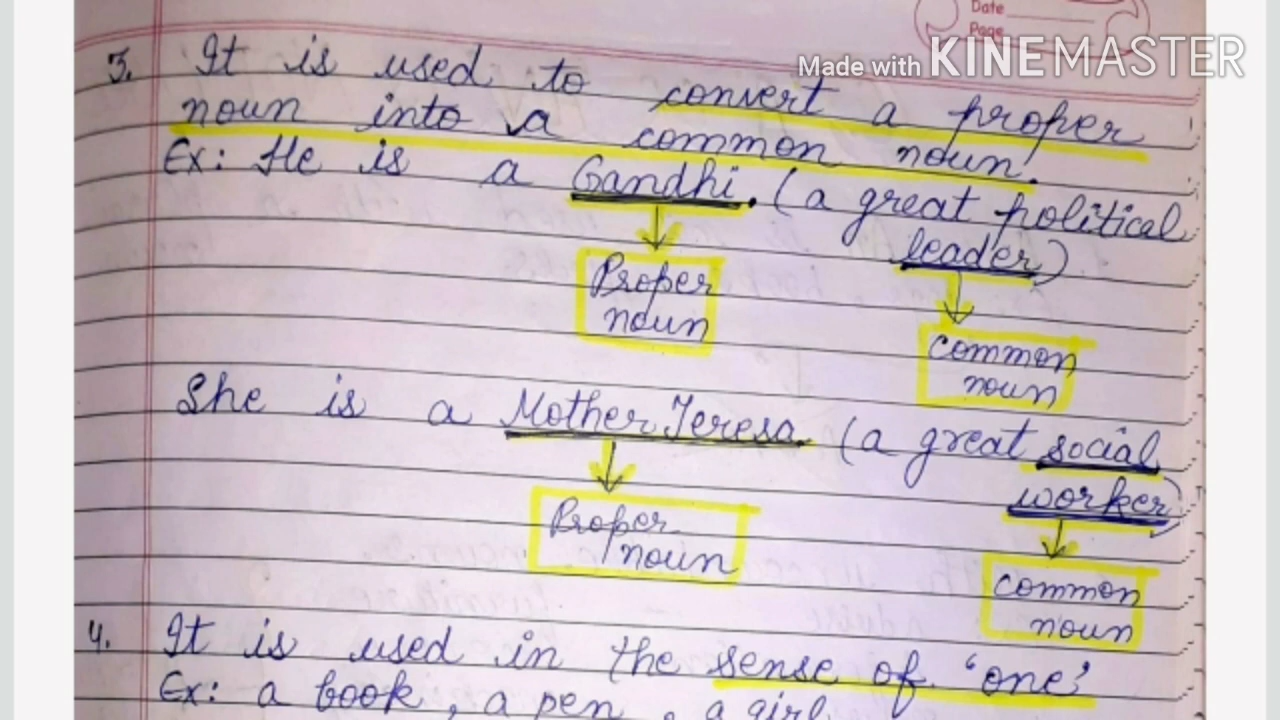 Date
Page
Made with KINEMASTER
3. It is used to convert a proper
noun into a common noun.
Ex: He is a Gandhi. (a great political
leader)
Proper
noun
common
noun
She is a Mother Teresa. (a great social
worker)
Proper
noun
common
noun
4. It is used in the sense of 'one'
Ex: a book, a pen, a girl